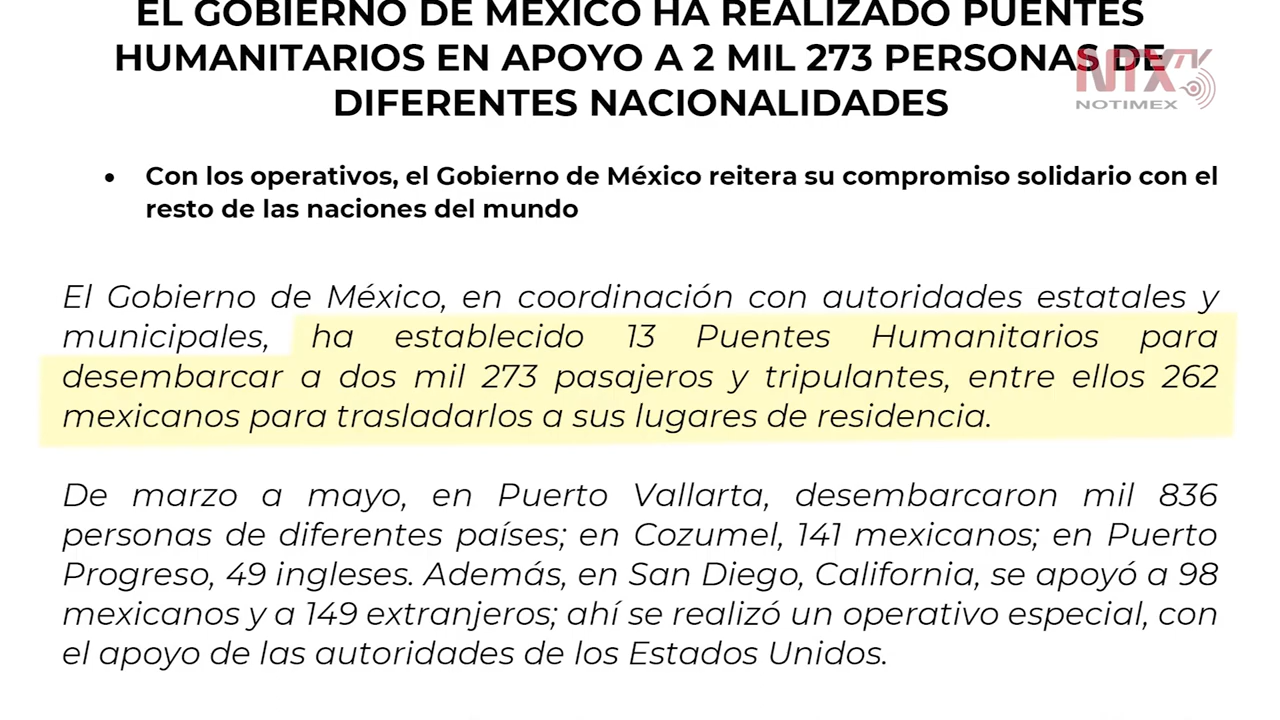 EL GOBIERNO DE MÉXICO HA REALIZADO PUENTES
HUMANITARIOS EN APOYO A 2 MIL 273 PERSONAS DE
DIFERENTES NACIONALIDADES
NTX TV
NOTIMEX
• Con los operativos, el Gobierno de México reitera su compromiso solidario con el
resto de las naciones del mundo
El Gobierno de México, en coordinación con autoridades estatales y
municipales, ha establecido 13 Puentes Humanitarios para
desembarcar a dos mil 273 pasajeros y tripulantes, entre ellos 262
mexicanos para trasladarlos a sus lugares de residencia.
De marzo a mayo, en Puerto Vallarta, desembarcaron mil 836
personas de diferentes países; en Cozumel, 141 mexicanos; en Puerto
Progreso, 49 ingleses. Además, en San Diego, California, se apoyó a 98
mexicanos y a 149 extranjeros; ahí se realizó un operativo especial, con
el apoyo de las autoridades de los Estados Unidos.